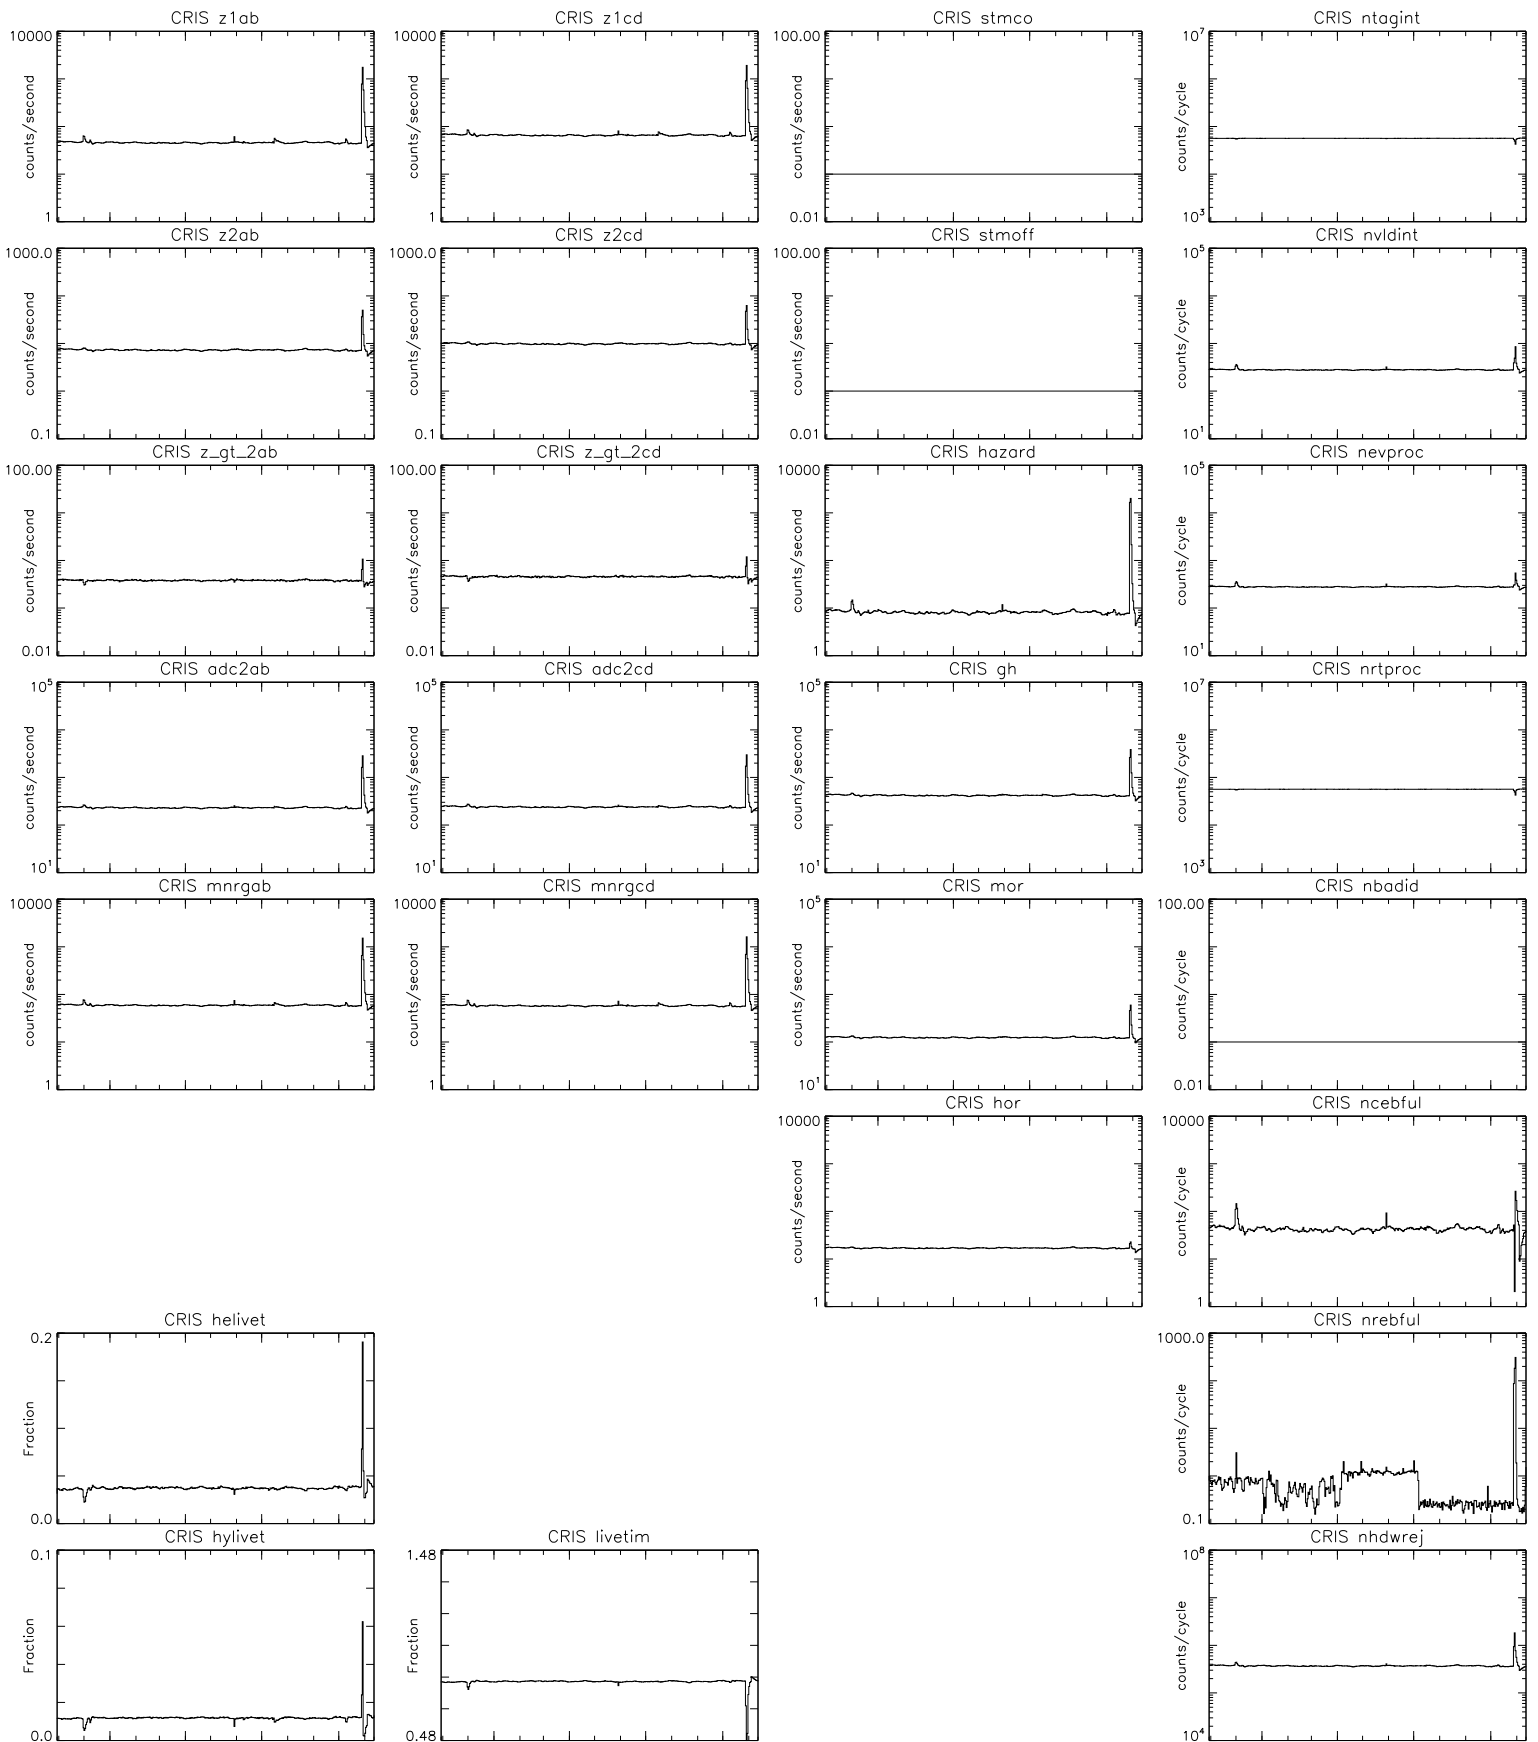 CRIS z1ab
10000
counts/second
1
CRIS z1cd
10000
counts/second
1
CRIS stmco
100.00
counts/second
0.01
CRIS ntagint
10^7
counts/cycle
10^3
CRIS z2ab
1000.0
counts/second
0.1
CRIS z2cd
1000.0
counts/second
0.1
CRIS stmoff
100.00
counts/second
0.01
CRIS nvldint
10^5
counts/cycle
10^1
CRIS z_gt_2ab
100.00
counts/second
0.01
CRIS z_gt_2cd
100.00
counts/second
0.01
CRIS hazard
10000
counts/second
1
CRIS nevproc
10^5
counts/cycle
10^1
CRIS adc2ab
10^5
counts/second
10^1
CRIS adc2cd
10^5
counts/second
10^1
CRIS gh
10^5
counts/second
10^1
CRIS nrtproc
10^7
counts/cycle
10^3
CRIS mnrgab
10000
counts/second
1
CRIS mnrgcd
10000
counts/second
1
CRIS mor
10^5
counts/second
10^1
CRIS nbadid
100.00
counts/cycle
0.01
CRIS hor
10000
counts/second
1
CRIS ncebful
10000
counts/cycle
1
CRIS helivet
0.2
Fraction
0.0
CRIS nrebful
1000.0
counts/cycle
0.1
CRIS hylivet
0.1
Fraction
0.0
CRIS livetim
1.48
Fraction
0.48
CRIS nhdwrej
10^8
counts/cycle
10^4